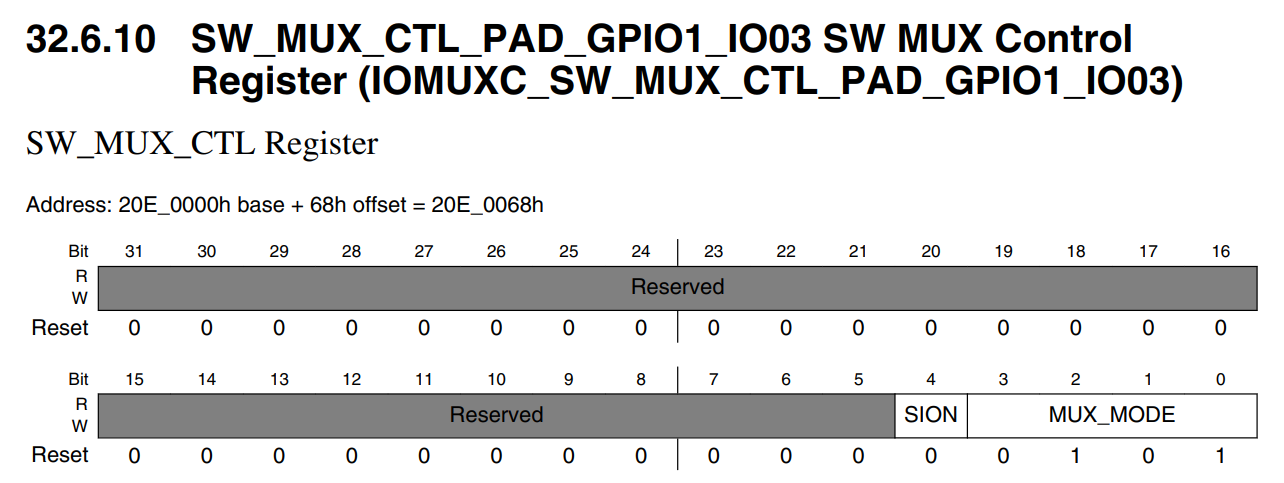 32.6.10 SW_MUX_CTL_PAD_GPIO1_IO03 SW MUX Control
Register (IOMUXC_SW_MUX_CTL_PAD_GPIO1_IO03)
SW_MUX_CTL Register
Address: 20E_0000h base + 68h offset = 20E_0068h
Bit 31 30 29 28 27 26 25 24 23 22 21 20 19 18 17 16
R
Reserved
W
Reset 0 0 0 0 0 0 0 0 0 0 0 0 0 0 0 0
Bit 15 14 13 12 11 10 9 8 7 6 5 4 3 2 1 0
R
Reserved SION MUX_MODE
W
Reset 0 0 0 0 0 0 0 0 0 0 0 0 0 1 0 1